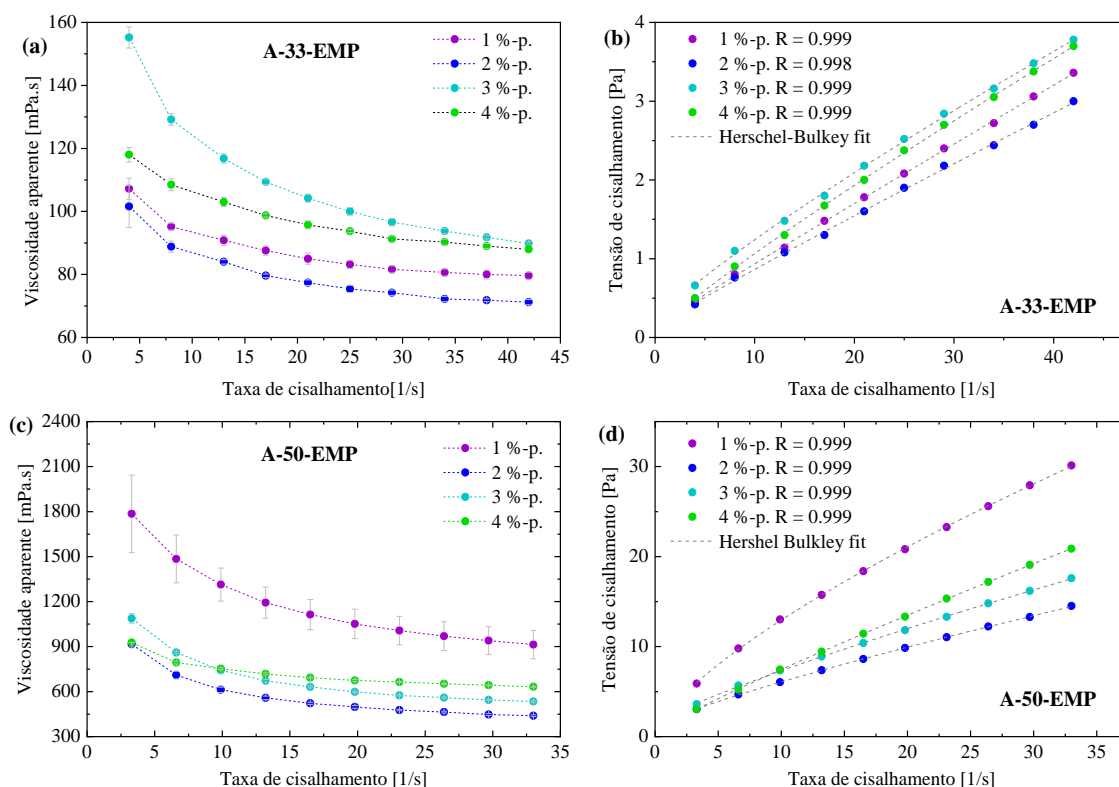 (a)
A-33-EMP
1 %-p.
2 %-p.
3 %-p.
4 %-p.
160
140
120
100
80
60
Viscosidade aparente [mPa.s]
0 5 10 15 20 25 30 35 40 45
Taxa de cisalhamento[1/s]
(b)
1 %-p. R = 0.999
2 %-p. R = 0.998
3 %-p. R = 0.999
4 %-p. R = 0.999
Herschel-Bulkey fit
A-33-EMP
4
3
2
1
0
Tensão de cisalhamento [Pa]
0 10 20 30 40
Taxa de cisalhamento [1/s]
(c)
A-50-EMP
1 %-p.
2 %-p.
3 %-p.
4 %-p.
2400
2100
1800
1500
1200
900
600
300
Viscosidade aparente [mPa.s]
0 5 10 15 20 25 30 35
Taxa de cisalhamento [1/s]
(d)
1 %-p. R = 0.999
2 %-p. R = 0.999
3 %-p. R = 0.999
4 %-p. R = 0.999
Hershel Bulkley fit
A-50-EMP
30
20
10
0
Tensão de cisalhamento [Pa]
0 5 10 15 20 25 30 35
Taxa de cisalhamento [1/s]